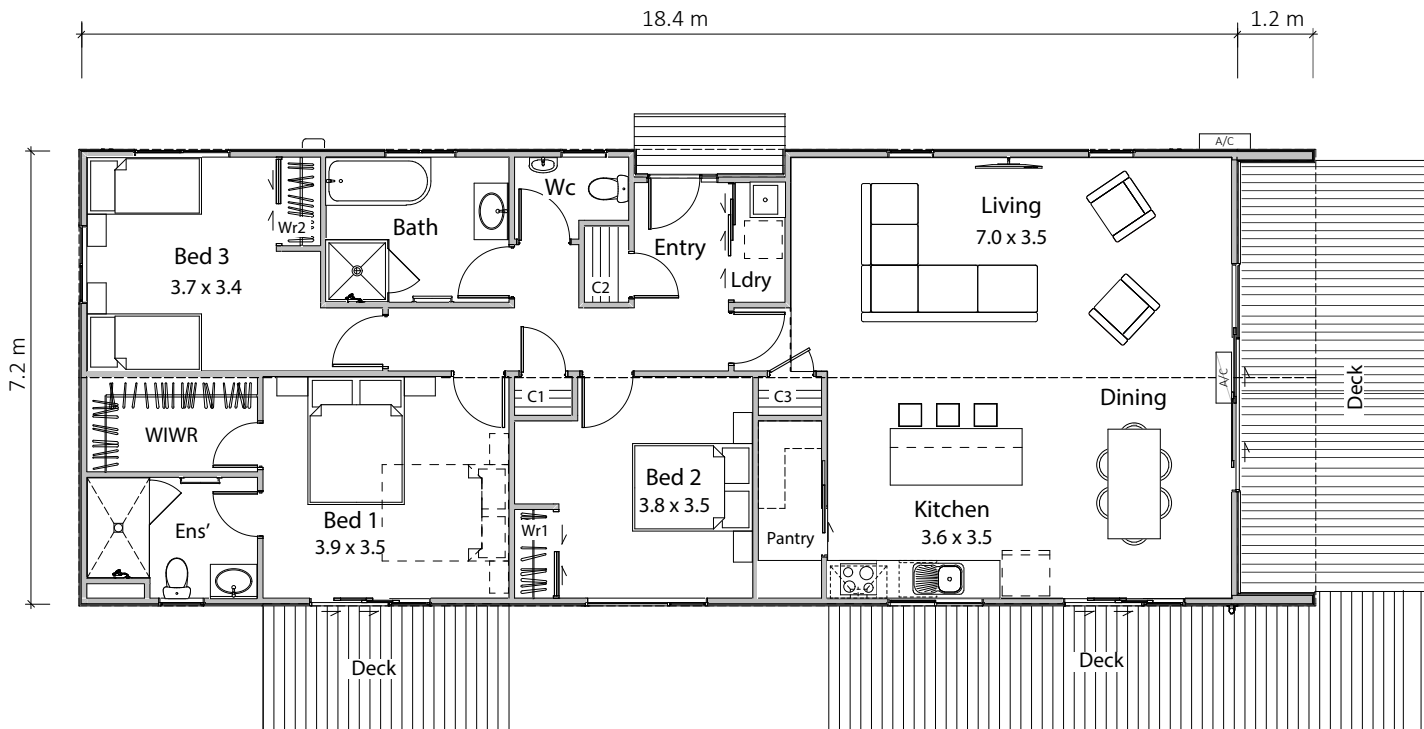 18.4 m
1.2 m
7.2 m
A/C
Wc
Living
7.0 x 3.5
Bath
Wr2
Bed 3
3.7 x 3.4
Entry
C2
Ldry
A/C
Deck
C1
C3
Dining
WIWR
Bed 2
3.8 x 3.5
Bed 1
3.9 x 3.5
Kitchen
3.6 x 3.5
Ens'
Wr1
Pantry
Deck
Deck